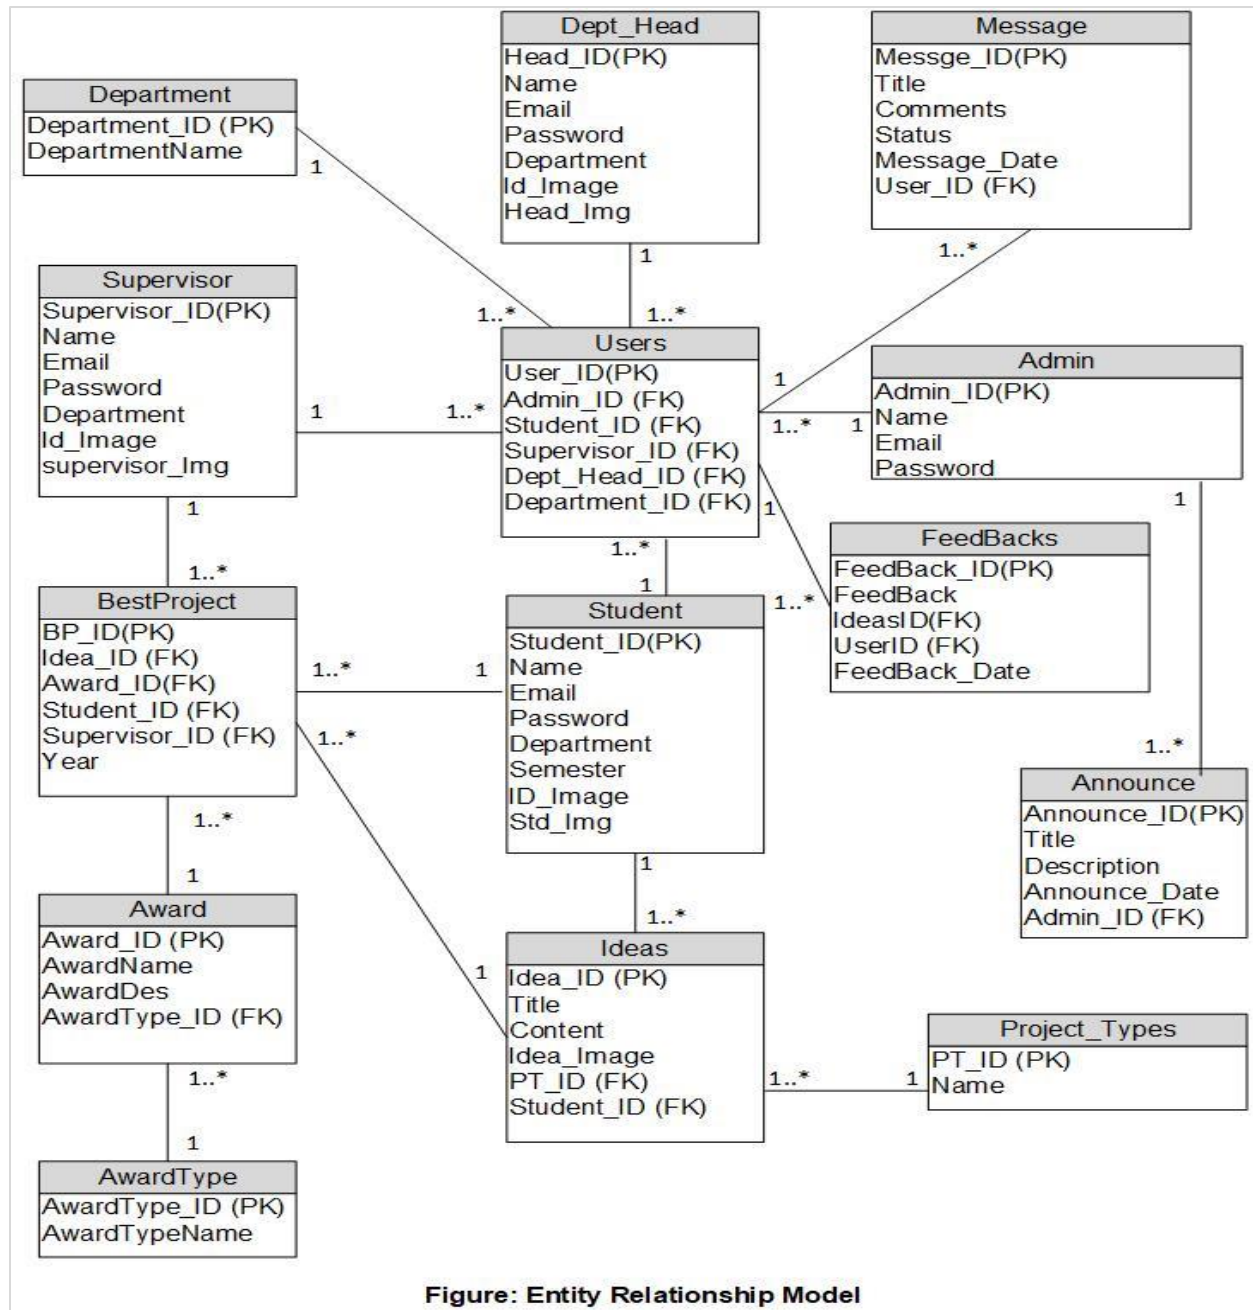 Dept_Head
Head_ID(PK)
Name
Email
Password
Department
Id_Image
Head_Img
Message
Messge_ID(PK)
Title
Comments
Status
Message_Date
User_ID (FK)
Department
Department_ID (PK)
DepartmentName
1
1
1..*
Supervisor
Supervisor_ID(PK)
Name
Email
Password
Department
Id_Image
supervisor_Img
1..*
1..*
Users
User_ID(PK)
Admin_ID (FK)
Student_ID (FK)
Supervisor_ID (FK)
Dept_Head_ID (FK)
Department_ID (FK)
1
1..*
1
1..*
1
Admin
Admin_ID(PK)
Name
Email
Password
1
1
1
1..*
1
1..*
FeedBacks
FeedBack_ID(PK)
FeedBack
IdeasID(FK)
UserID (FK)
FeedBack_Date
1..*
BestProject
BP_ID(PK)
Idea_ID (FK)
Award_ID(FK)
Student_ID (FK)
Supervisor_ID (FK)
Year
1..*
1
1..*
Student
Student_ID(PK)
Name
Email
Password
Department
Semester
ID_Image
Std_Img
1..*
Announce
Announce_ID(PK)
Title
Description
Announce_Date
Admin_ID (FK)
1..*
1
1
1..*
Award
Award_ID (PK)
AwardName
AwardDes
AwardType_ID (FK)
1
Ideas
Idea_ID (PK)
Title
Content
Idea_Image
PT_ID (FK)
Student_ID (FK)
1..*
1
Project_Types
PT_ID (PK)
Name
1..*
1
AwardType
AwardType_ID (PK)
AwardTypeName
Figure: Entity Relationship Model